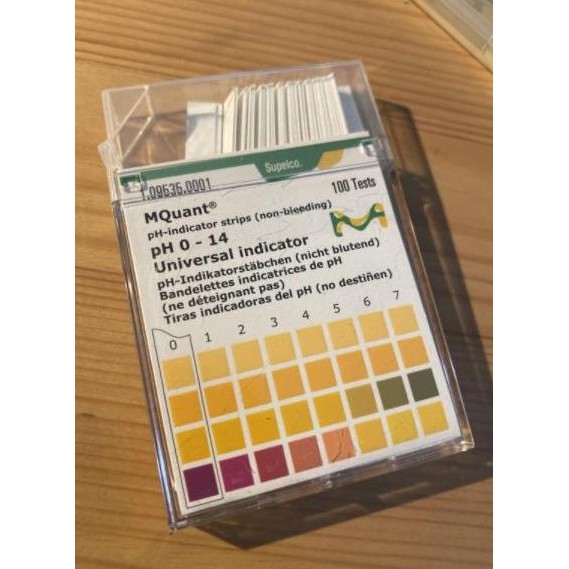 Supelco.
1.09535.0001
100 Tests
MQuant®
pH-indicator strips (non-bleeding)
pH 0 - 14
Universal indicator
pH-Indikatorstäbchen (nicht blutend)
Bandelettes indicatrices de pH
(ne déteignant pas)
Tiras indicadoras del pH (no destiñen)
0 1 2 3 4 5 6 7